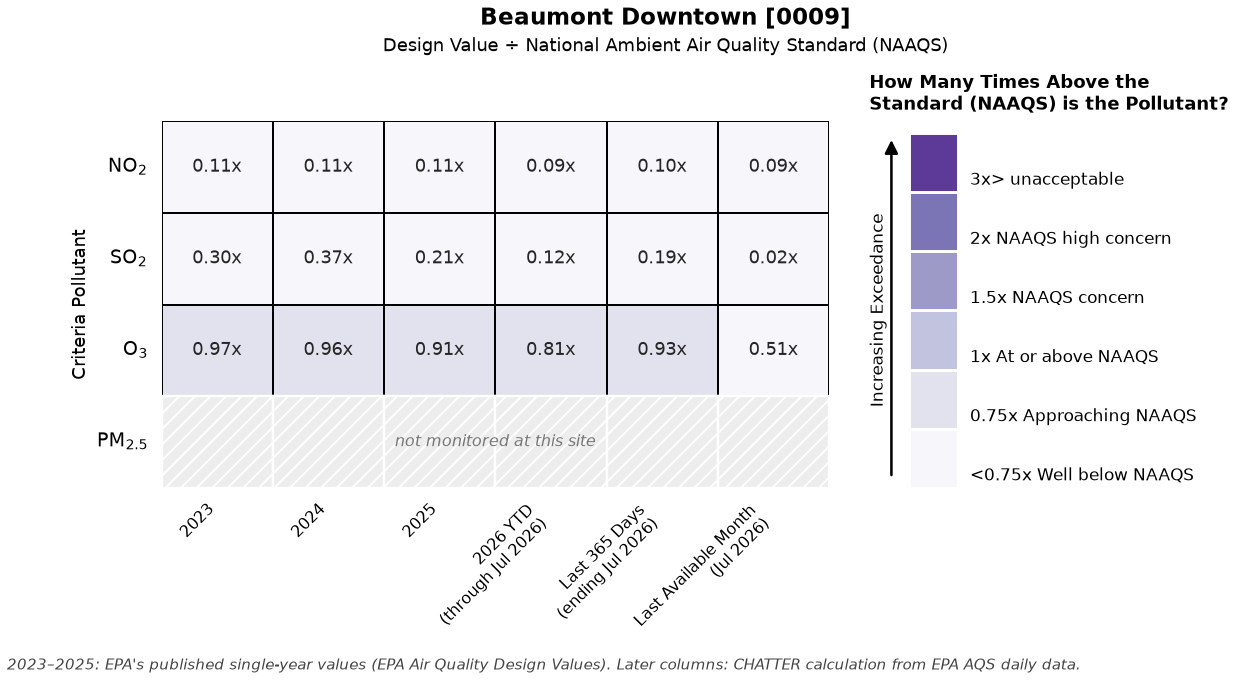 Beaumont Downtown [0009]
Design Value ÷ National Ambient Air Quality Standard (NAAQS)
How Many Times Above the
Standard (NAAQS) is the Pollutant?
Criteria Pollutant
NO₂ 0.11x 0.11x 0.11x 0.09x 0.10x 0.09x
SO₂ 0.30x 0.37x 0.21x 0.12x 0.19x 0.02x
O₃ 0.97x 0.96x 0.91x 0.81x 0.93x 0.51x
PM₂.₅ not monitored at this site
2023
2024
2025
2026 YTD
(through Jul 2026)
Last 365 Days
(ending Jul 2026)
Last Available Month
(Jul 2026)
Increasing Exceedance
3x> unacceptable
2x NAAQS high concern
1.5x NAAQS concern
1x At or above NAAQS
0.75x Approaching NAAQS
<0.75x Well below NAAQS
2023–2025: EPA's published single-year values (EPA Air Quality Design Values). Later columns: CHATTER calculation from EPA AQS daily data.